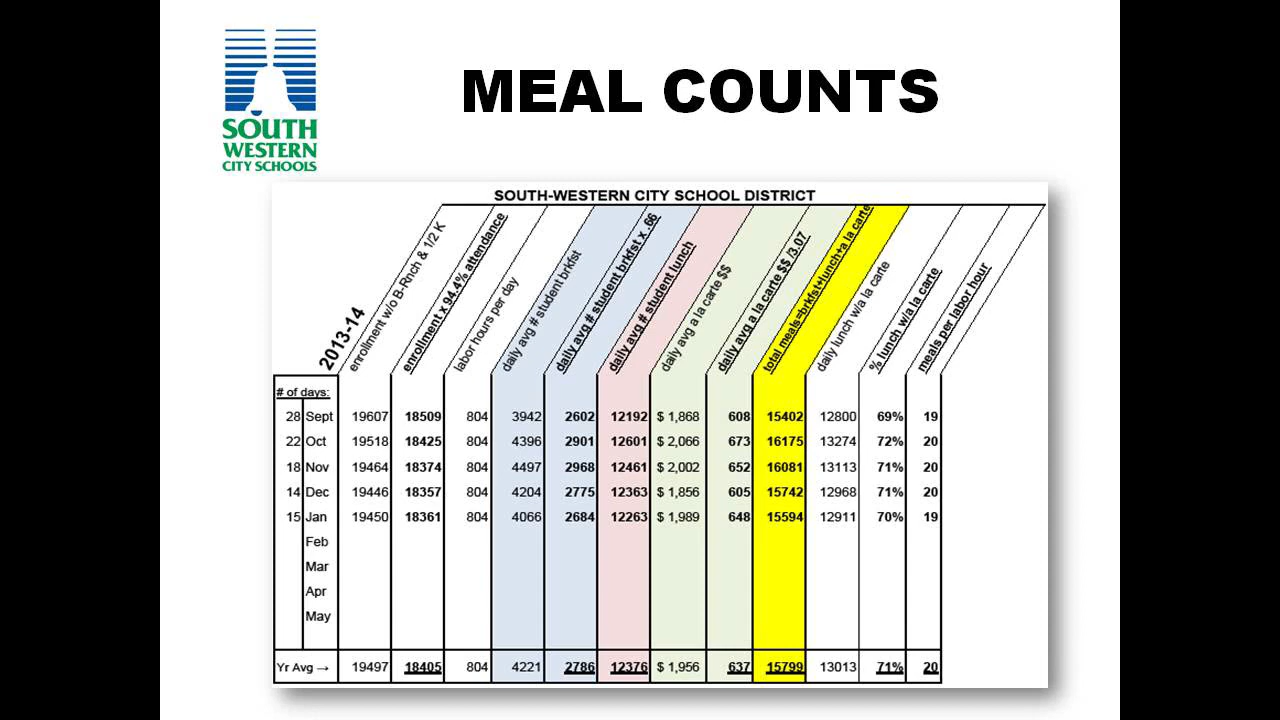 SOUTH
WESTERN
CITY SCHOOLS
MEAL COUNTS
SOUTH-WESTERN CITY SCHOOL DISTRICT
2013-14
enrollment w/o B-Rnch & 1/2 K
enrollment x 94.4% attendance
labor hours per day
daily avg # student brkfst
daily avg # student brkfst x .66
daily avg # student lunch
daily avg a la carte $$
daily avg a la carte $$ /3.07
total meals=brkfst+lunch+a la carte
daily lunch w/a la carte
% lunch w/a la carte
meals per labor hour
# of days:
28 Sept 19607 18509 804 3942 2602 12192 $ 1,868 608 15402 12800 69% 19
22 Oct 19518 18425 804 4396 2901 12601 $ 2,066 673 16175 13274 72% 20
18 Nov 19464 18374 804 4497 2968 12461 $ 2,002 652 16081 13113 71% 20
14 Dec 19446 18357 804 4204 2775 12363 $ 1,856 605 15742 12968 71% 20
15 Jan 19450 18361 804 4066 2684 12263 $ 1,989 648 15594 12911 70% 19
Feb
Mar
Apr
May
Yr Avg → 19497 18405 804 4221 2786 12376 $ 1,956 637 15799 13013 71% 20